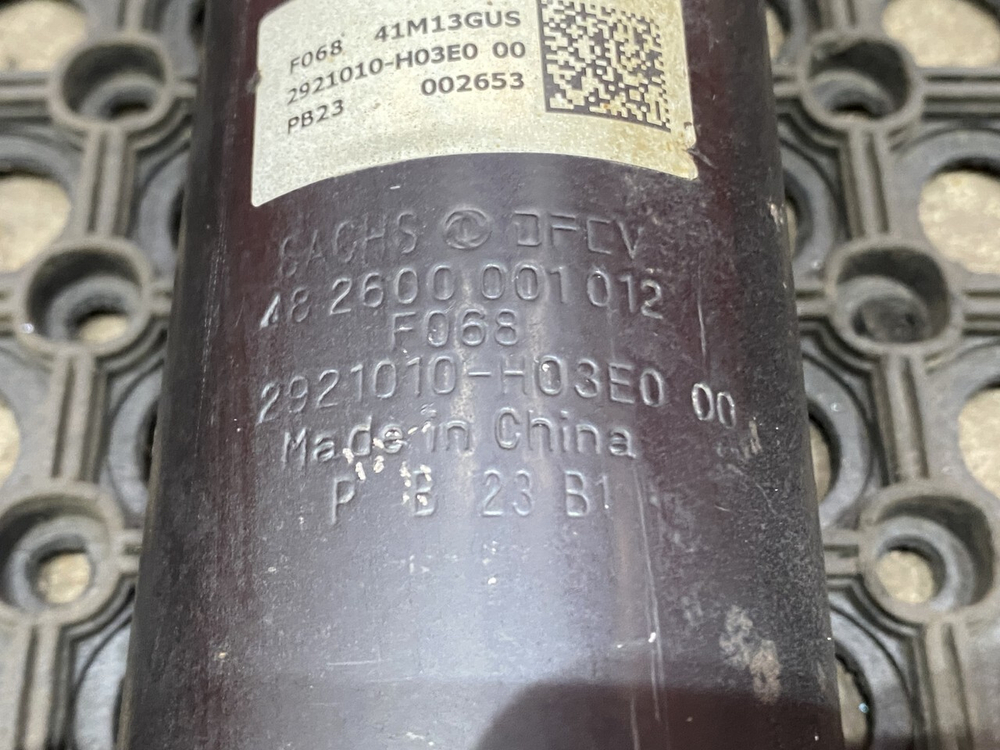 F068 41M13GUS
2921010-H03E0 00
PB23 002653
SACHS DFCV
48 2600 001 012
F068
2921010-H03E0 00
Made in China
P B 23 B1